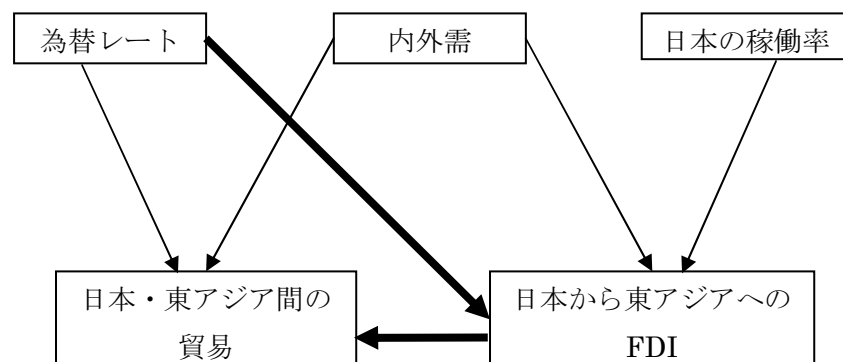 為替レート
内外需
日本の稼働率
日本・東アジア間の
貿易
日本から東アジアへの
FDI